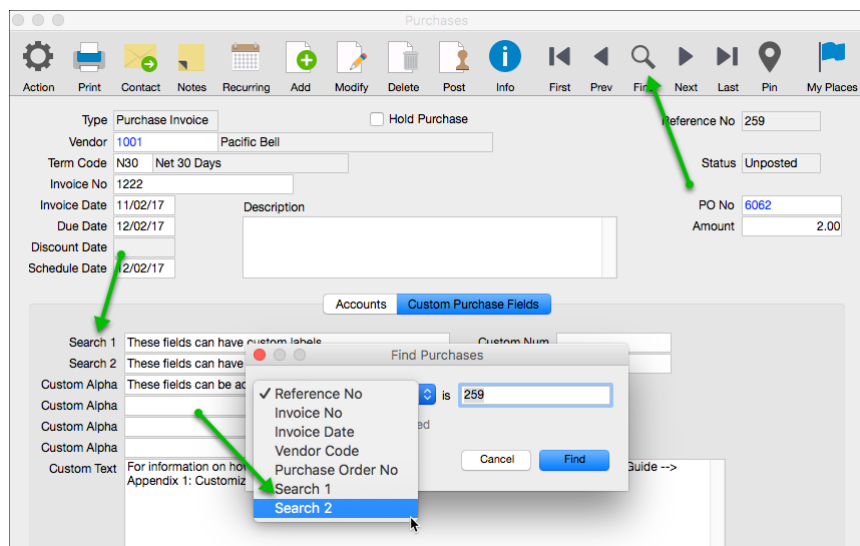 Purchases
Action Print Contact Notes Recurring Add Modify Delete Post Info First Prev Find Next Last Pin My Places
Type Purchase Invoice Hold Purchase Reference No 259
Vendor 1001 Pacific Bell
Term Code N30 Net 30 Days Status Unposted
Invoice No 1222
Invoice Date 11/02/17 Description PO No 6062
Due Date 12/02/17 Amount 2.00
Discount Date
Schedule Date 12/02/17
Accounts Custom Purchase Fields
Search 1 These fields can have custom labels Custom Num
Search 2 These fields can have
Custom Alpha These fields can be ac
Custom Alpha
Custom Alpha
Custom Alpha
Custom Text For information on how Guide -->
Appendix 1: Customiz
Find Purchases
✓ Reference No is 259
Invoice No
Invoice Date
Vendor Code
Purchase Order No
Search 1
Search 2
Cancel Find